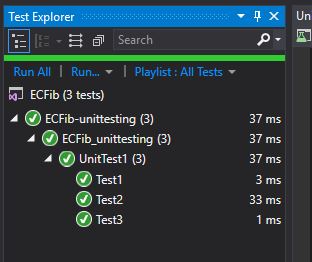 Test Explorer
Un
Search
Run All Run... Playlist : All Tests
ECFib (3 tests)
ECFib-unittesting (3) 37 ms
ECFib_unittesting (3) 37 ms
UnitTest1 (3) 37 ms
Test1 3 ms
Test2 33 ms
Test3 1 ms